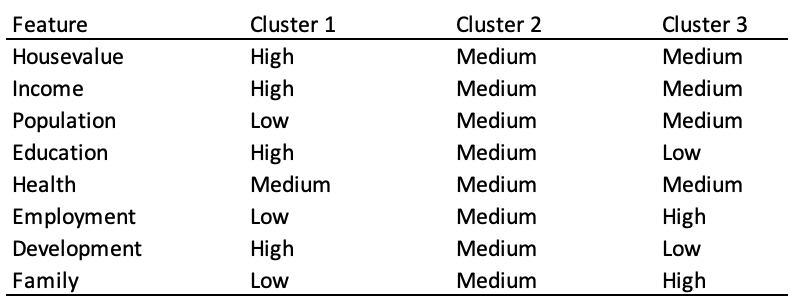 Feature Cluster 1 Cluster 2 Cluster 3
Housevalue High Medium Medium
Income High Medium Medium
Population Low Medium Medium
Education High Medium Low
Health Medium Medium Medium
Employment Low Medium High
Development High Medium Low
Family Low Medium High